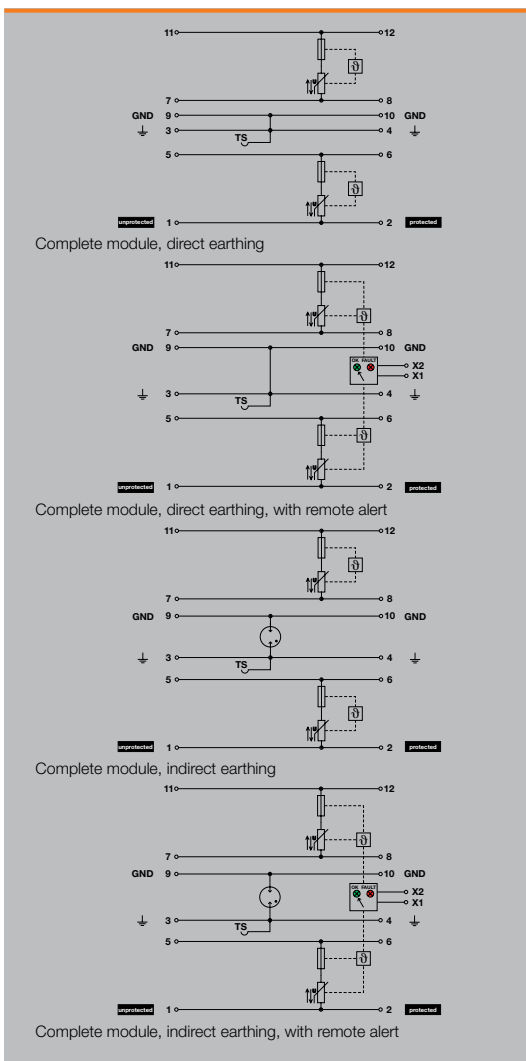 11 12
ϑ
7 8
GND 9 10 GND
3 4
TS
5 6
ϑ
unprotected 1 2 protected
Complete module, direct earthing
11 12
ϑ
7 8
GND 9 10 GND
OK FAULT
X2
X1
3 4
TS
5 6
ϑ
unprotected 1 2 protected
Complete module, direct earthing, with remote alert
11 12
ϑ
7 8
GND 9 10 GND
3 4
TS
5 6
ϑ
unprotected 1 2 protected
Complete module, indirect earthing
11 12
ϑ
7 8
GND 9 10 GND
OK FAULT
X2
X1
3 4
TS
5 6
ϑ
unprotected 1 2 protected
Complete module, indirect earthing, with remote alert